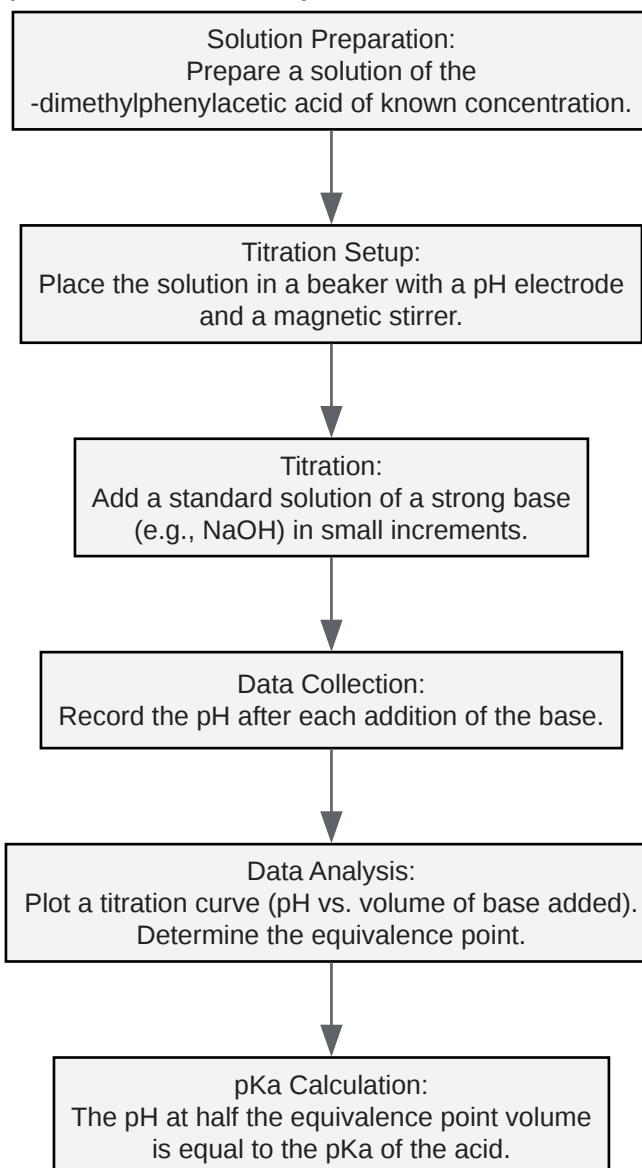 Solution Preparation:
Prepare a solution of the
-dimethylphenylacetic acid of known concentration.
Titration Setup:
Place the solution in a beaker with a pH electrode
and a magnetic stirrer.
Titration:
Add a standard solution of a strong base
(e.g., NaOH) in small increments.
Data Collection:
Record the pH after each addition of the base.
Data Analysis:
Plot a titration curve (pH vs. volume of base added).
Determine the equivalence point.
pKa Calculation:
The pH at half the equivalence point volume
is equal to the pKa of the acid.